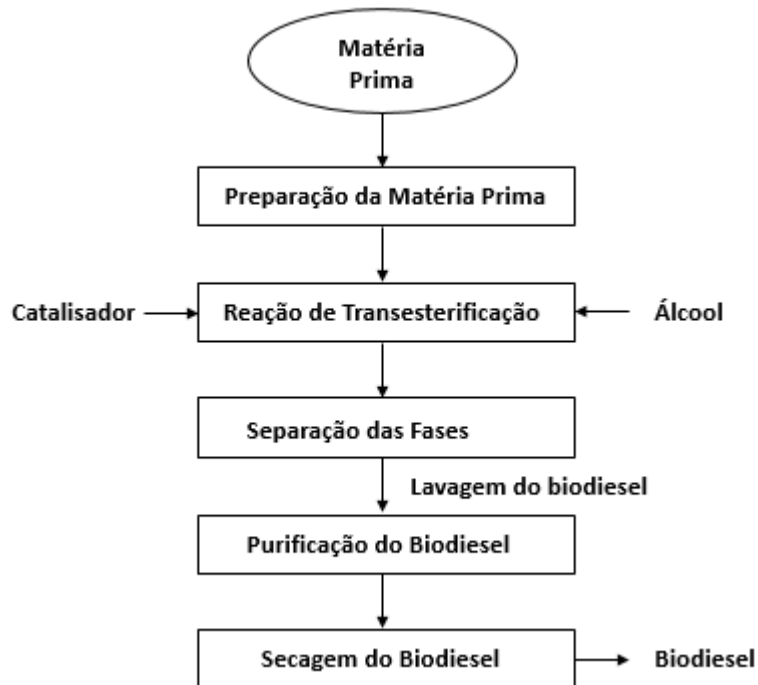 Matéria
Prima
Preparação da Matéria Prima
Catalisador
Reação de Transesterificação
Álcool
Separação das Fases
Lavagem do biodiesel
Purificação do Biodiesel
Secagem do Biodiesel
Biodiesel